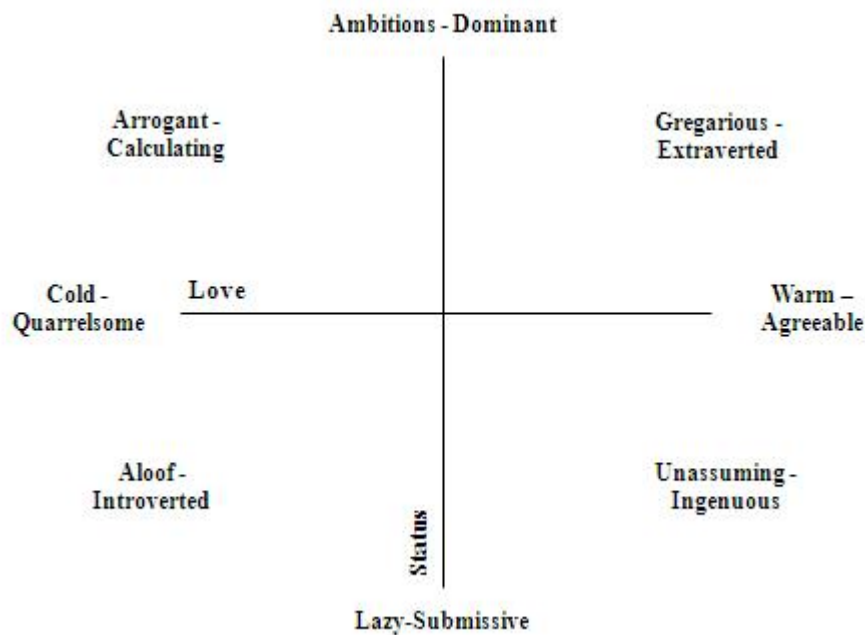 Ambitions - Dominant
Arrogant -
Calculating
Gregarious -
Extraverted
Cold -
Quarrelsome
Love
Warm –
Agreeable
Aloof -
Introverted
Unassuming -
Ingenuous
Status
Lazy-Submissive